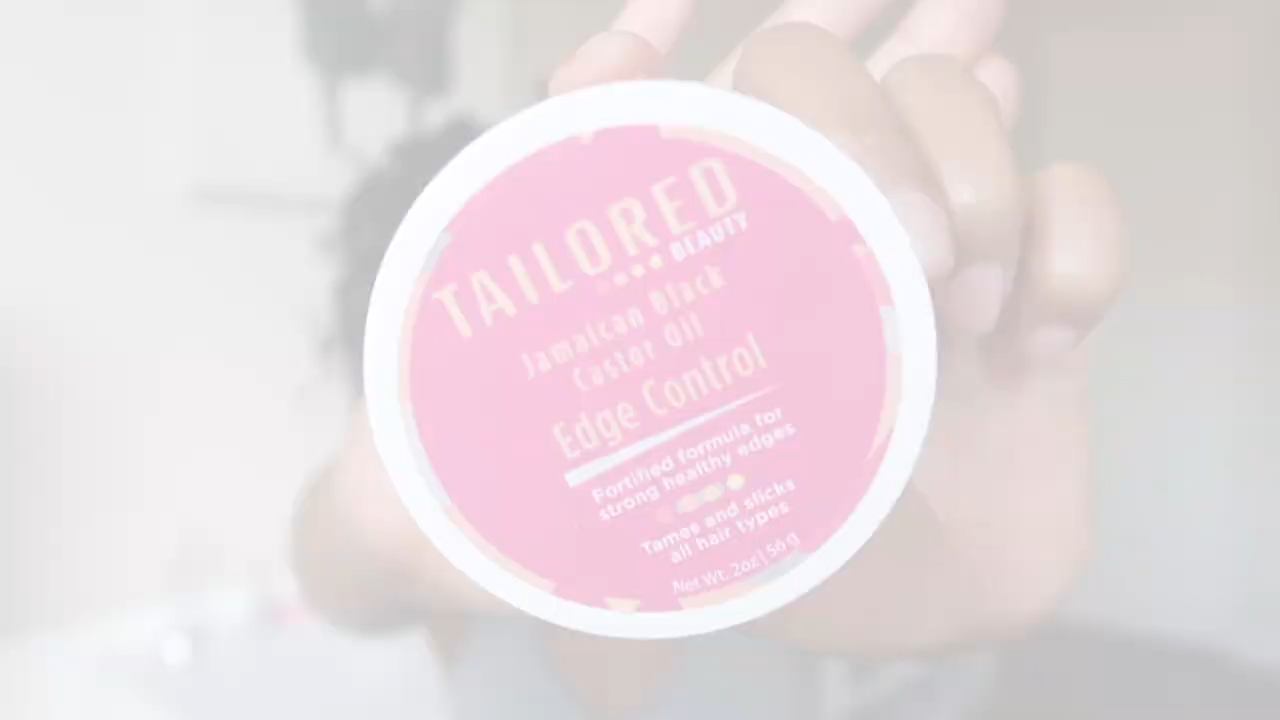 TAILORED
BEAUTY
Jamaican Black
Castor Oil
Edge Control
Fortified formula for
strong healthy edges
Tames and slicks
all hair types
Net Wt. 2oz | 56 g